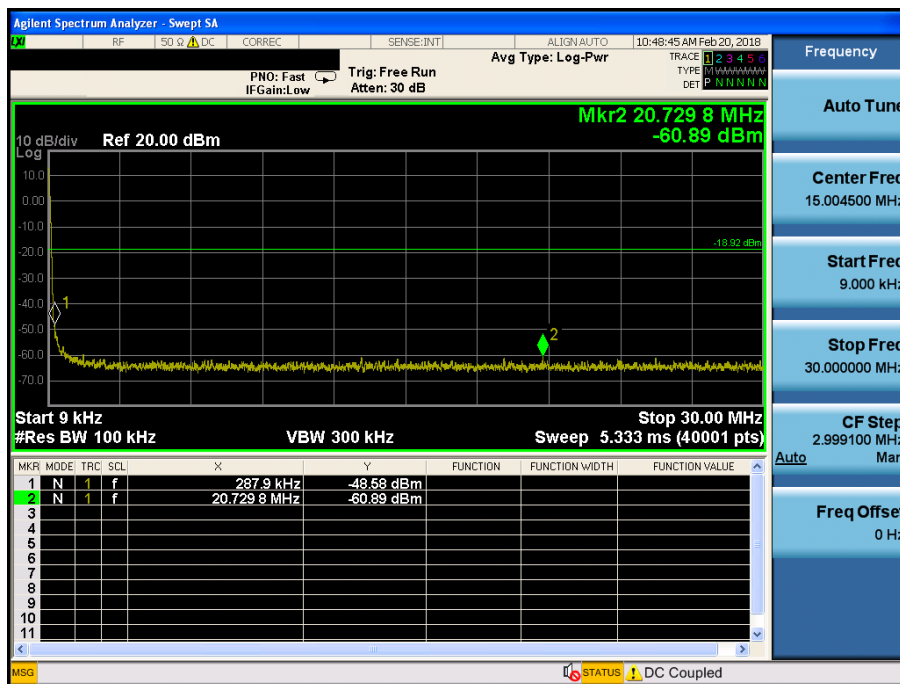 Agilent Spectrum Analyzer - Swept SA
LXI RF 50 Ω DC CORREC SENSE:INT ALIGN AUTO 10:48:45 AM Feb 20, 2018
PNO: Fast
IFGain:Low
Trig: Free Run
Atten: 30 dB
Avg Type: Log-Pwr
TRACE 1 2 3 4 5 6
TYPE M W W W W W
DET P N N N N N
Mkr2 20.729 8 MHz
-60.89 dBm
10 dB/div
Log
Ref 20.00 dBm
10.0
0.00
-10.0
-18.92 dBm
-20.0
-30.0
-40.0
1
-50.0
2
-60.0
-70.0
Start 9 kHz
Stop 30.00 MHz
#Res BW 100 kHz
VBW 300 kHz
Sweep 5.333 ms (40001 pts)
MKR MODE TRC SCL X Y FUNCTION FUNCTION WIDTH FUNCTION VALUE
1 N 1 f 287.9 kHz -48.58 dBm
2 N 1 f 20.729 8 MHz -60.89 dBm
3
4
5
6
7
8
9
10
11
MSG
STATUS
DC Coupled
Frequency
Auto Tune
Center Freq
15.004500 MHz
Start Freq
9.000 kHz
Stop Freq
30.000000 MHz
CF Step
2.999100 MHz
Auto Man
Freq Offset
0 Hz